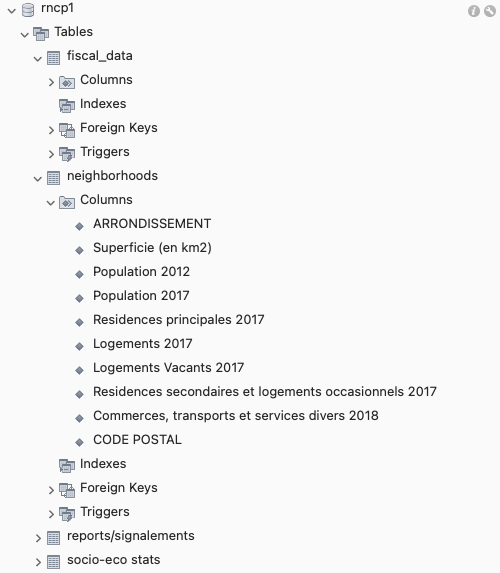 rncp1
Tables
fiscal_data
Columns
Indexes
Foreign Keys
Triggers
neighborhoods
Columns
ARRONDISSEMENT
Superficie (en km2)
Population 2012
Population 2017
Residences principales 2017
Logements 2017
Logements Vacants 2017
Residences secondaires et logements occasionnels 2017
Commerces, transports et services divers 2018
CODE POSTAL
Indexes
Foreign Keys
Triggers
reports/signalements
socio-eco stats